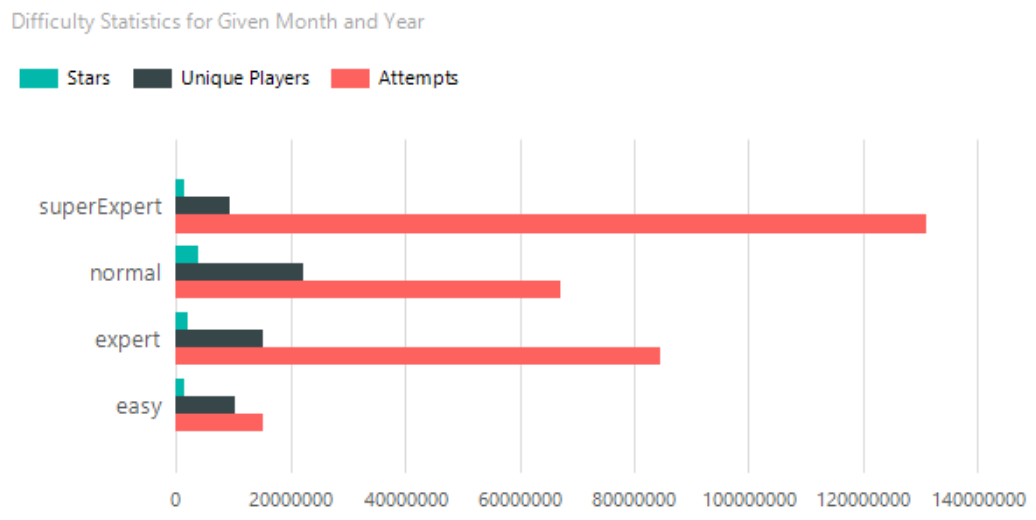 Difficulty Statistics for Given Month and Year
Stars Unique Players Attempts
superExpert
normal
expert
easy
0 20000000 40000000 60000000 80000000 100000000 120000000 140000000